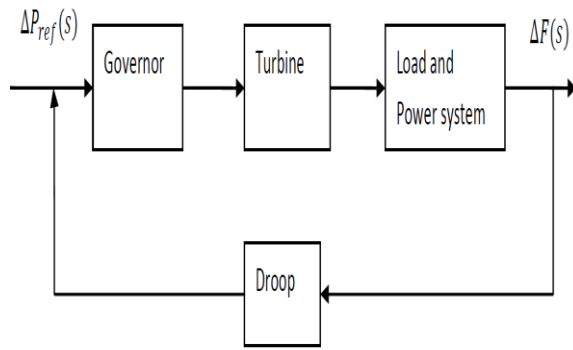 ΔP_ref(s)
ΔF(s)
Governor
Turbine
Load and
Power system
Droop